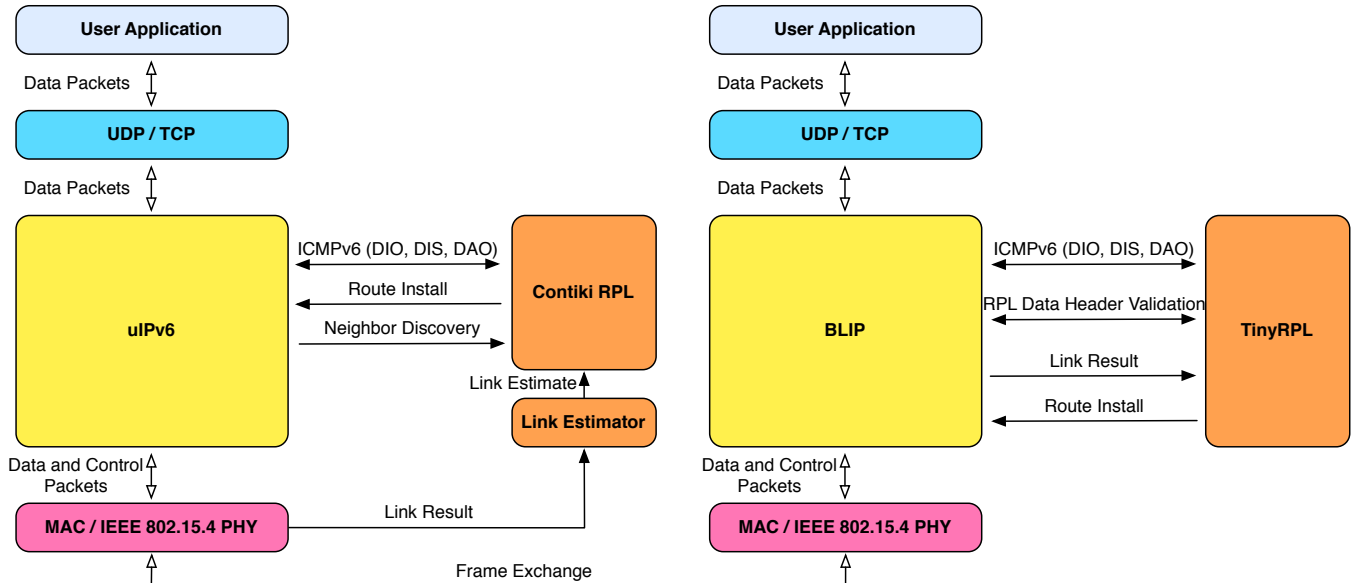 User Application
Data Packets
UDP / TCP
Data Packets
uIPv6
ICMPv6 (DIO, DIS, DAO)
Route Install
Neighbor Discovery
Contiki RPL
Link Estimate
Link Estimator
Data and Control
Packets
MAC / IEEE 802.15.4 PHY
Link Result
Frame Exchange
User Application
Data Packets
UDP / TCP
Data Packets
BLIP
ICMPv6 (DIO, DIS, DAO)
RPL Data Header Validation
Link Result
Route Install
TinyRPL
Data and Control
Packets
MAC / IEEE 802.15.4 PHY